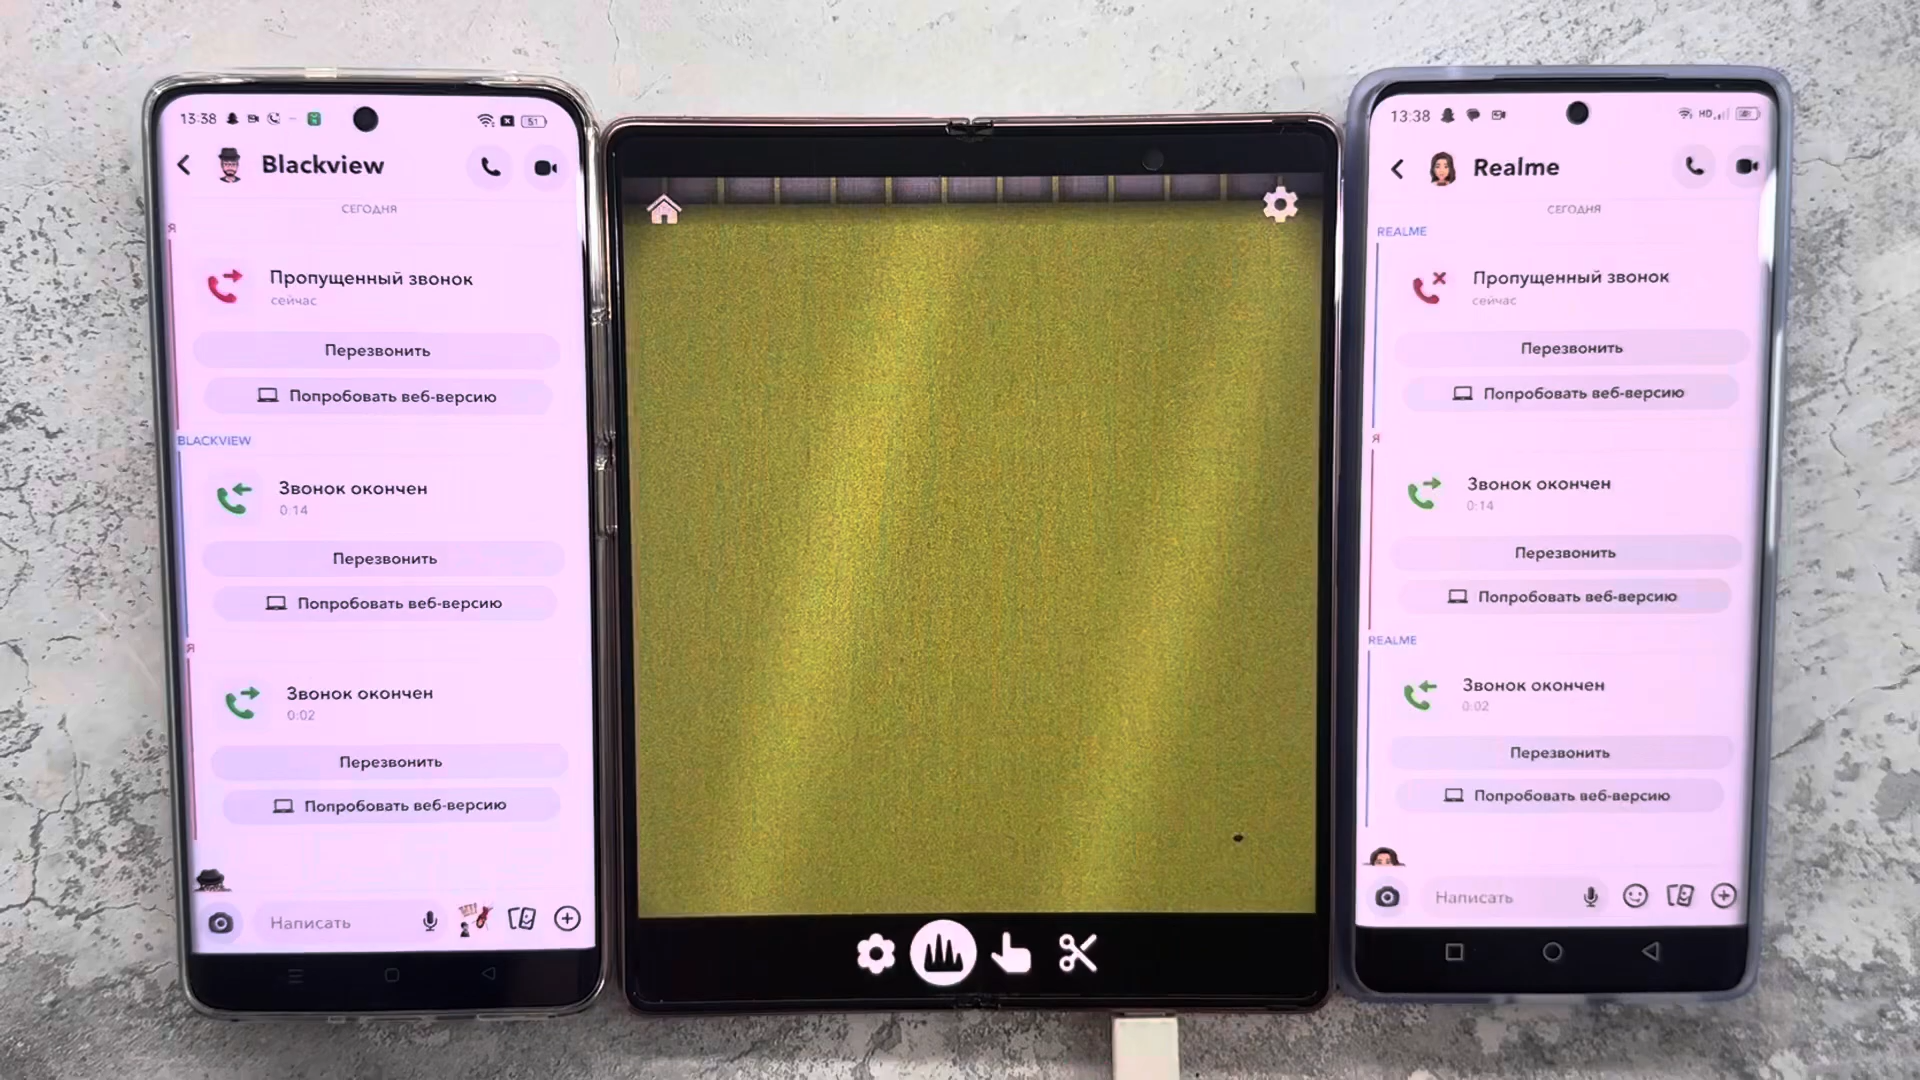 13:38
51
Blackview
СЕГОДНЯ
Я
Пропущенный звонок
сейчас
Перезвонить
Попробовать веб-версию
BLACKVIEW
Звонок окончен
0:14
Перезвонить
Попробовать веб-версию
Я
Звонок окончен
0:02
Перезвонить
Попробовать веб-версию
Написать
13:38
HD
Realme
СЕГОДНЯ
REALME
Пропущенный звонок
сейчас
Перезвонить
Попробовать веб-версию
Я
Звонок окончен
0:14
Перезвонить
Попробовать веб-версию
REALME
Звонок окончен
0:02
Перезвонить
Попробовать веб-версию
Написать